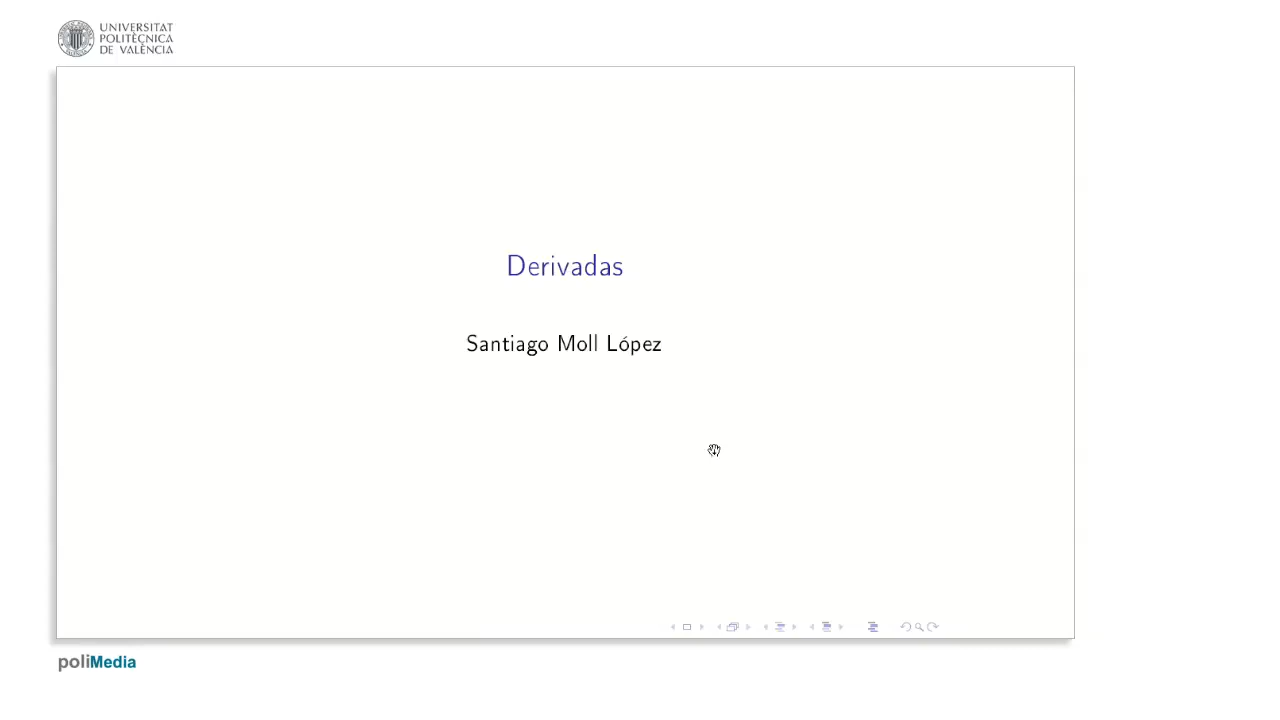 UNIVERSITAT
POLITÈCNICA
DE VALÈNCIA
Derivadas
Santiago Moll López
poliMedia